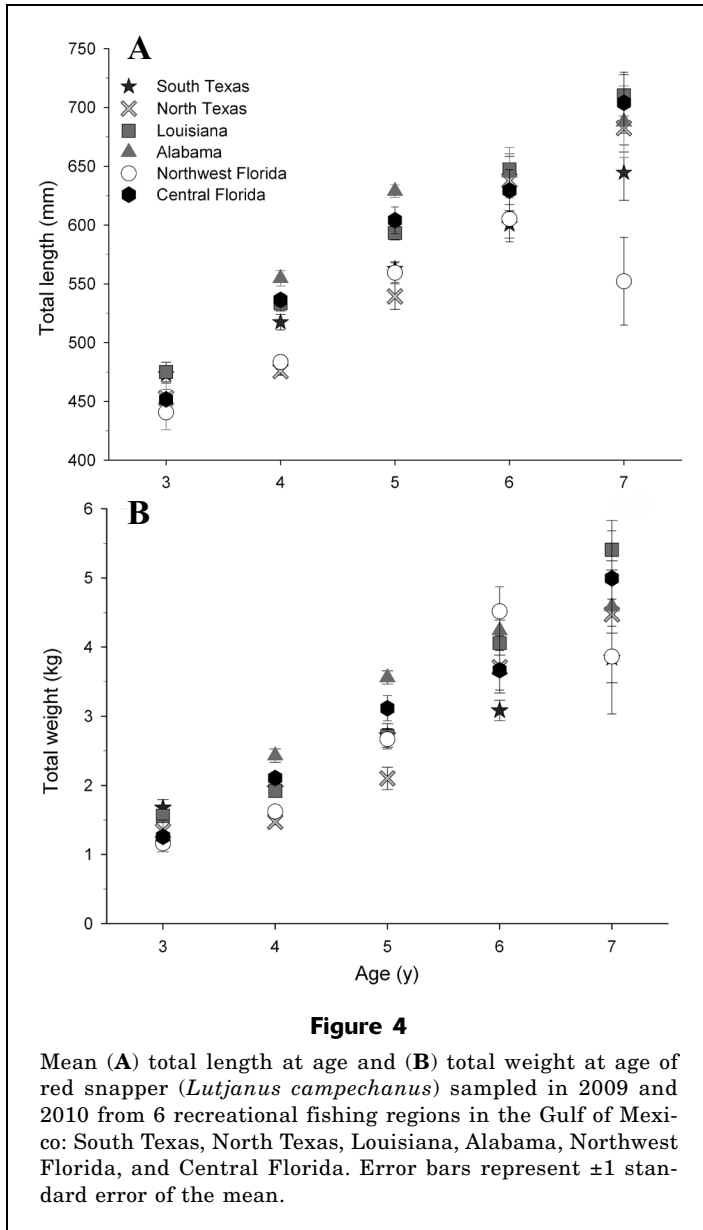 A
South Texas
North Texas
Louisiana
Alabama
Northwest Florida
Central Florida
750
700
650
600
550
500
450
400
Total length (mm)
3 4 5 6 7
B
6
5
4
3
2
1
0
Total weight (kg)
3 4 5 6 7
Age (y)
Figure 4
Mean (A) total length at age and (B) total weight at age of
red snapper (Lutjanus campechanus) sampled in 2009 and
2010 from 6 recreational fishing regions in the Gulf of Mexi-
co: South Texas, North Texas, Louisiana, Alabama, Northwest
Florida, and Central Florida. Error bars represent ±1 stan-
dard error of the mean.